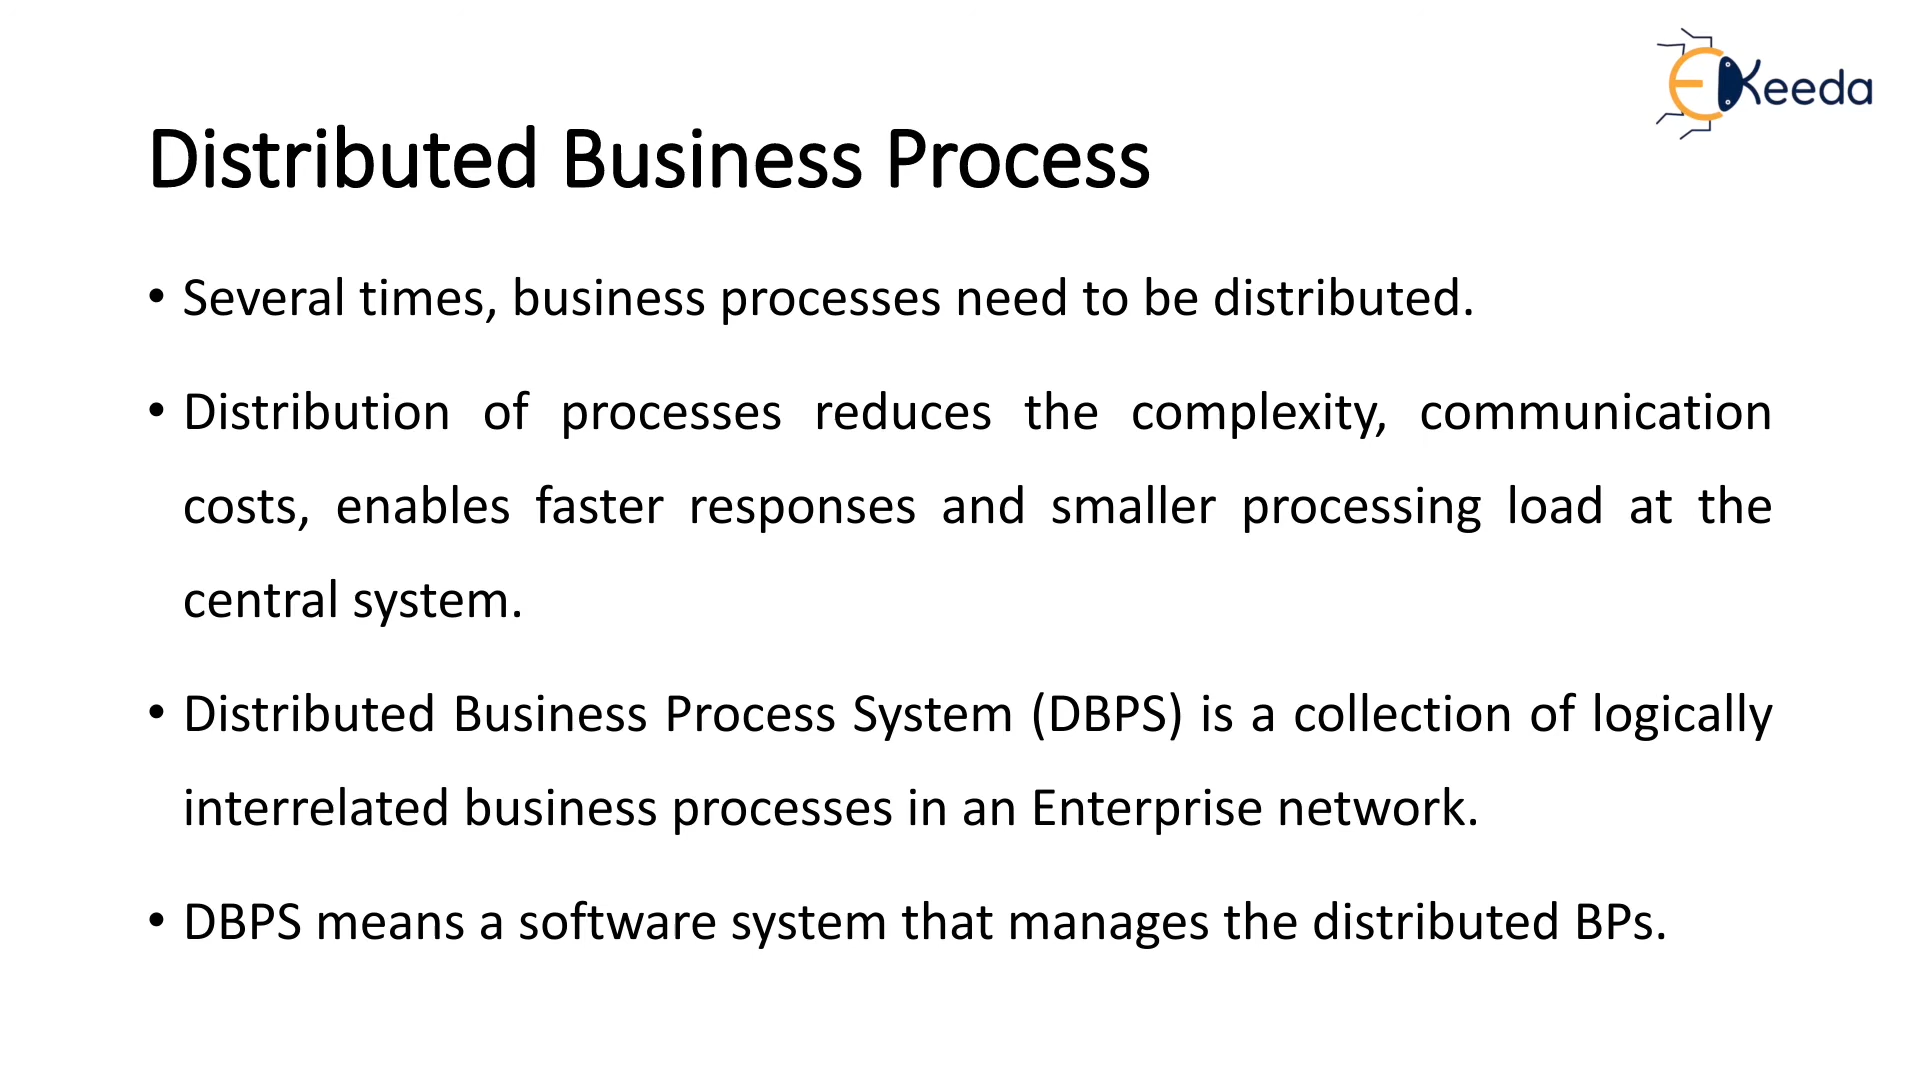 EKeeda
Distributed Business Process
• Several times, business processes need to be distributed.
• Distribution of processes reduces the complexity, communication
costs, enables faster responses and smaller processing load at the
central system.
• Distributed Business Process System (DBPS) is a collection of logically
interrelated business processes in an Enterprise network.
• DBPS means a software system that manages the distributed BPs.